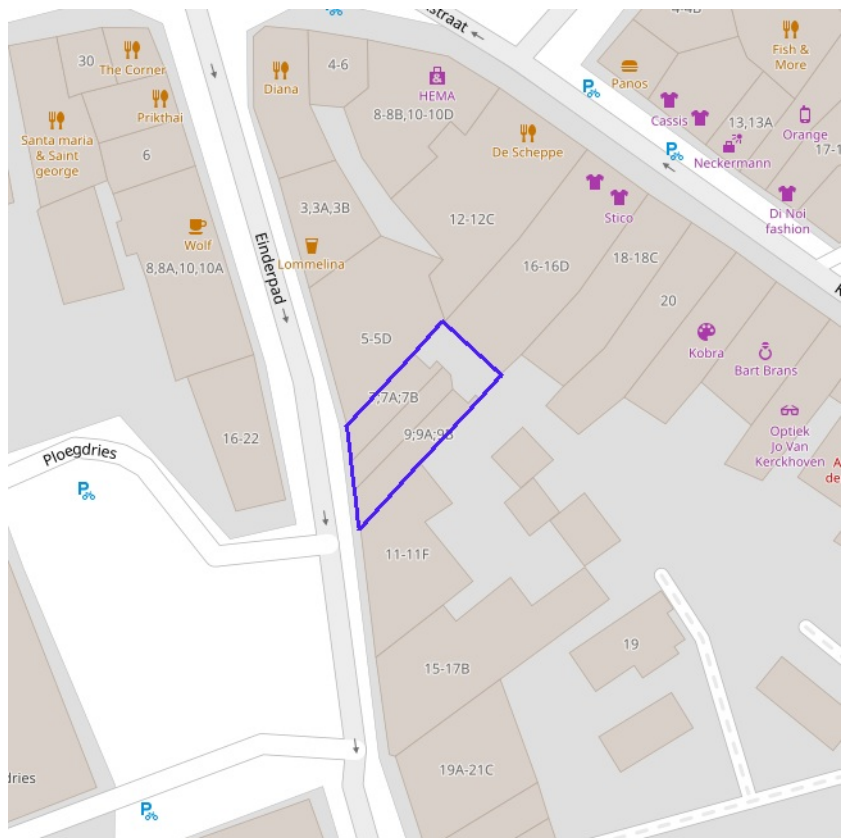 straat
4-4B
30
The Corner
Prikthai
Santa maria
& Saint
george
6
Wolf
8,8A,10,10A
Diana
4-6
HEMA
8-8B,10-10D
De Scheppe
Panos
Fish &
More
Cassis
13,13A
Neckermann
Orange
17-1
Di Noi
fashion
3,3A,3B
Lommelina
12-12C
Stico
16-16D
18-18C
20
Kobra
Bart Brans
Optiek
Jo Van
Kerckhoven
A
de
Einderpad
5-5D
7;7A;7B
9;9A;9B
16-22
Ploegdries
11-11F
15-17B
19
19A-21C
dries
P
P
P
P